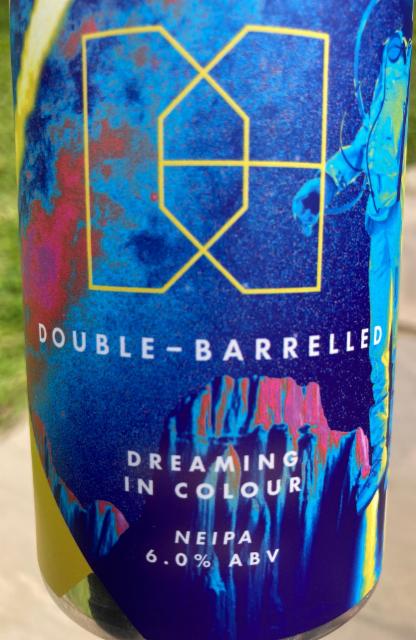 DOUBLE-BARRELLED
DREAMING
IN COLOUR
NEIPA
6.0% ABV